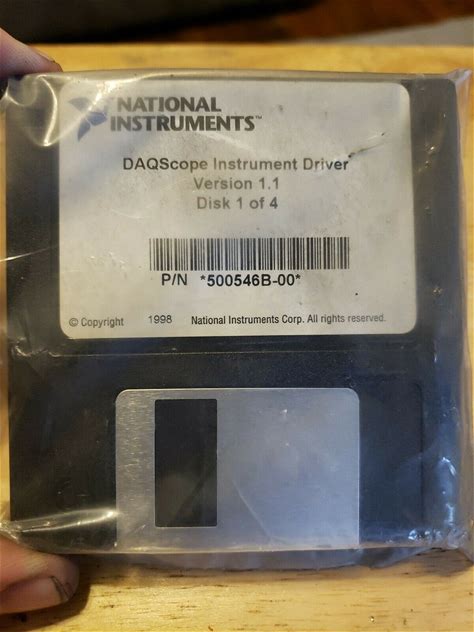 NATIONAL
INSTRUMENTS™
DAQScope Instrument Driver
Version 1.1
Disk 1 of 4
P/N *500546B-00*
© Copyright 1998 National Instruments Corp. All rights reserved.